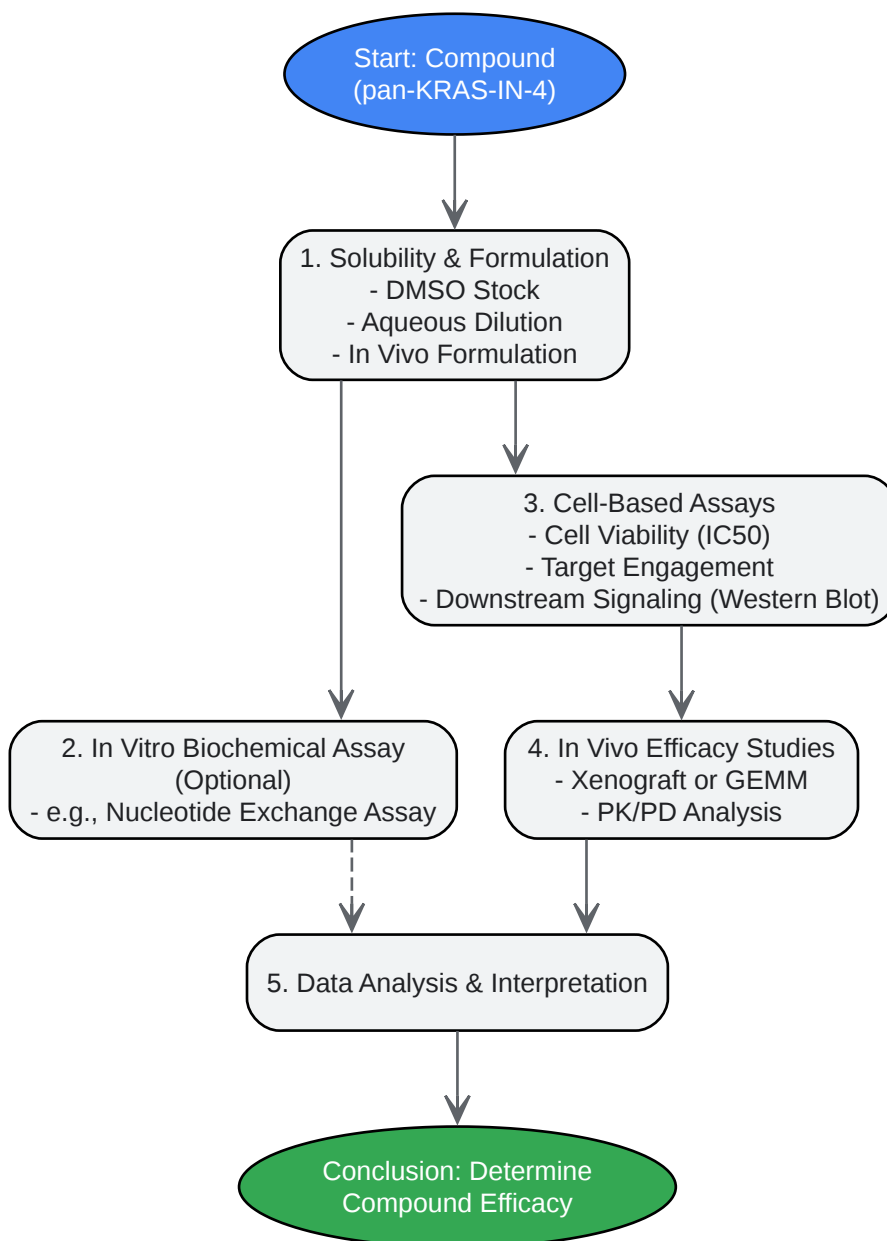 Start: Compound
(pan-KRAS-IN-4)
1. Solubility & Formulation
- DMSO Stock
- Aqueous Dilution
- In Vivo Formulation
3. Cell-Based Assays
- Cell Viability (IC50)
- Target Engagement
- Downstream Signaling (Western Blot)
2. In Vitro Biochemical Assay
(Optional)
- e.g., Nucleotide Exchange Assay
4. In Vivo Efficacy Studies
- Xenograft or GEMM
- PK/PD Analysis
5. Data Analysis & Interpretation
Conclusion: Determine
Compound Efficacy